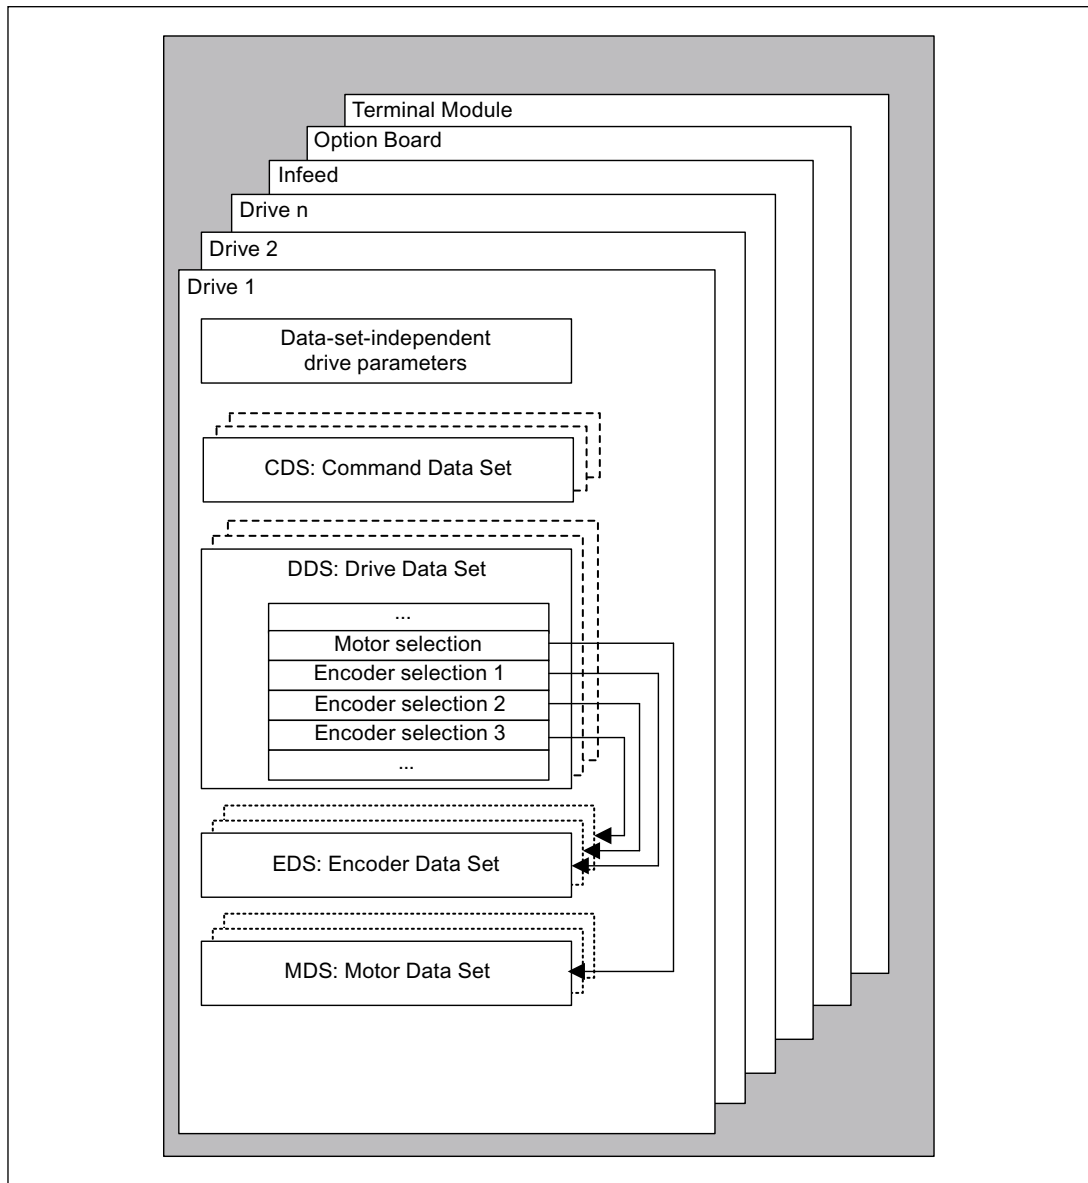 Terminal Module
Option Board
Infeed
Drive n
Drive 2
Drive 1
Data-set-independent
drive parameters
CDS: Command Data Set
DDS: Drive Data Set
...
Motor selection
Encoder selection 1
Encoder selection 2
Encoder selection 3
...
EDS: Encoder Data Set
MDS: Motor Data Set